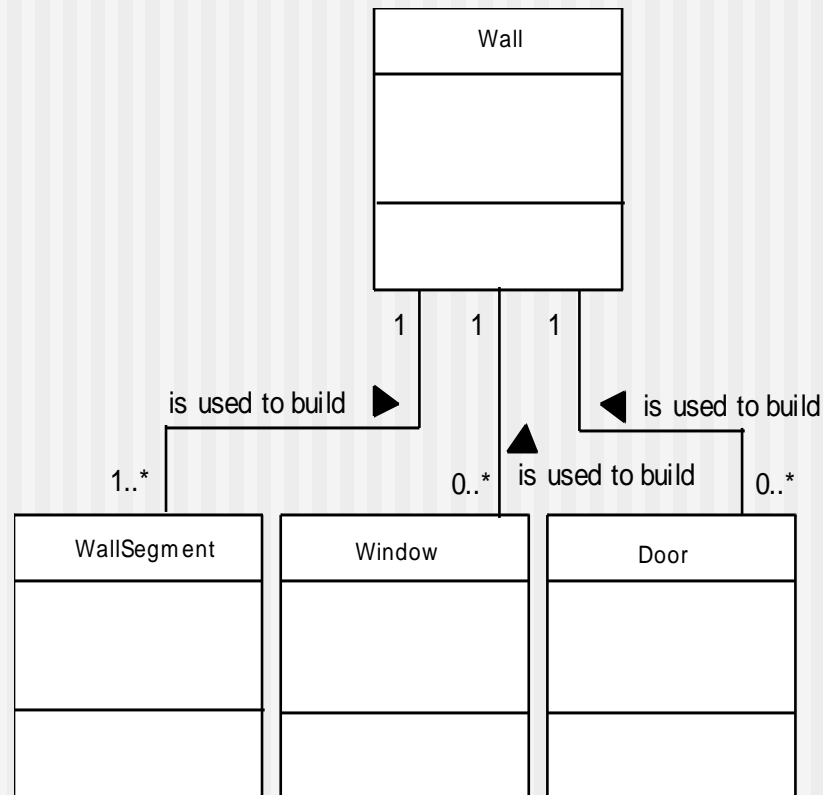 Wall
1
1
1
is used to build
is used to build
1..*
0..*
is used to build
0..*
WallSegment
Window
Door